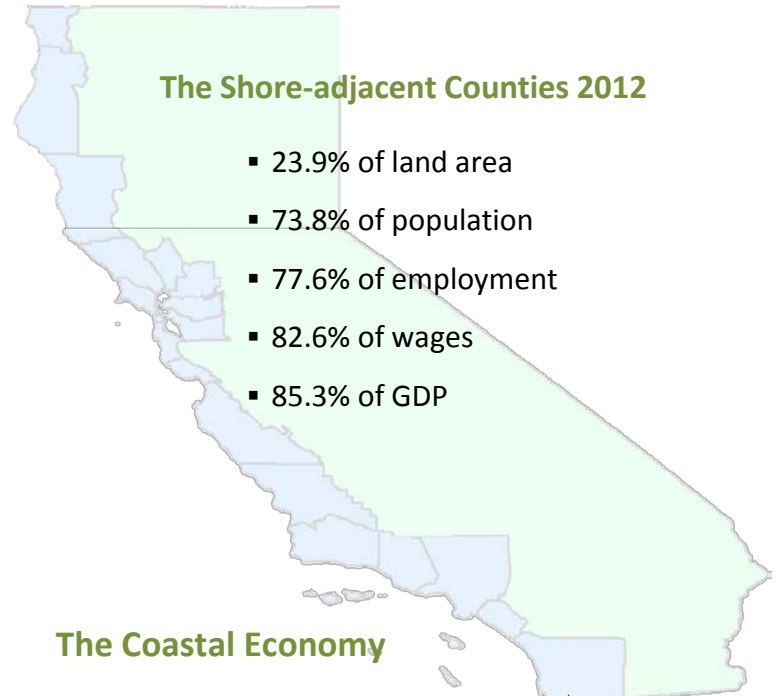 The Shore-adjacent Counties 2012
▪ 23.9% of land area
▪ 73.8% of population
▪ 77.6% of employment
▪ 82.6% of wages
▪ 85.3% of GDP
The Coastal Economy